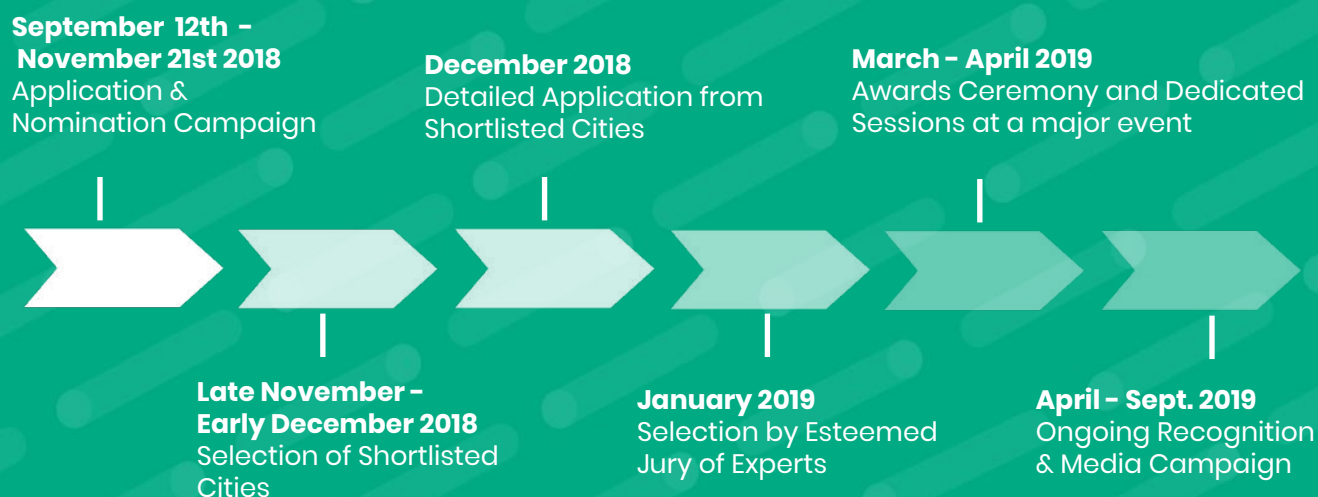 September 12th -
November 21st 2018
Application &
Nomination Campaign
Late November -
Early December 2018
Selection of Shortlisted
Cities
December 2018
Detailed Application from
Shortlisted Cities
January 2019
Selection by Esteemed
Jury of Experts
March - April 2019
Awards Ceremony and Dedicated
Sessions at a major event
April - Sept. 2019
Ongoing Recognition
& Media Campaign